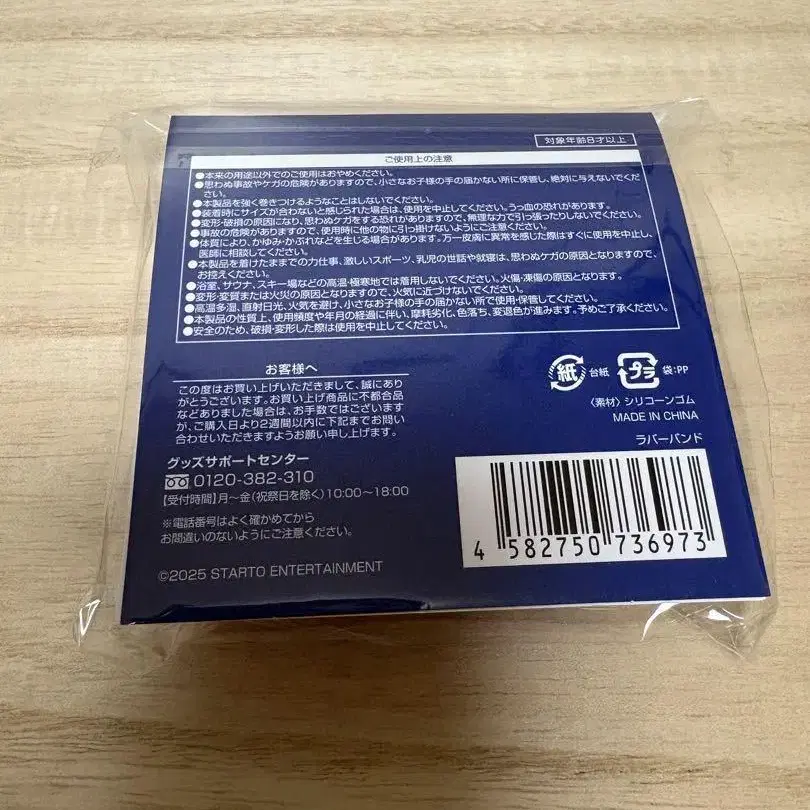 対象年齢8才以上
ご使用上の注意
●本来の用途以外でのご使用はおやめください。
●思わぬ事故やケガの危険がありますので、小さなお子様の手の届かない所に保管し、絶対に与えないでくだ
さい。
●本製品を強く巻きつけるようなことはしないでください。
●装着時にサイズが合わないと感じられた場合は、使用を中止してください。うっ血の恐れがあります。
●変形・破損の原因になり、思わぬケガをする恐れがありますので、無理な力で引っ張ったりしないでください。
●事故の危険がありますので、使用時に他の物に引っ掛けないようにご注意ください。
●体質により、かゆみ・かぶれなどを生じる場合があります。万一皮膚に異常を感じた際はすぐに使用を中止し、
医師に相談してください。
●本製品を着けたままでの力仕事、激しいスポーツ、乳児の世話や就寝は、思わぬケガの原因となりますので、
お控えください。
●浴室、サウナ、スキー場などの高温・極寒地では着用しないでください。火傷・凍傷の原因となります。
●変形・変質または火災の原因となりますので、火気に近づけないでください。
●高温多湿、直射日光、火気を避け、小さなお子様の手の届かない所で使用・保管してください。
●本製品の性質上、使用頻度や年月の経過に伴い、摩耗劣化、色落ち、変退色が進みます。予めご了承ください。
●安全のため、破損・変形した際は使用を中止してください。
お客様へ
この度はお買い上げいただきまして、誠にあり
がとうございます。お買い上げ商品に不都合品
などありました場合は、お手数ではございます
が、ご購入日より2週間以内に下記までお問い
合わせいただきますようお願い申し上げます。
グッズサポートセンター
0120-382-310
【受付時間】月～金(祝祭日を除く)10:00～18:00
※電話番号はよく確かめてから
お間違いのないようにご注意ください。
©2025 STARTO ENTERTAINMENT
紙 台紙 プラ 袋:PP
〈素材〉シリコーンゴム
MADE IN CHINA
ラバーバンド
4 582750 736973